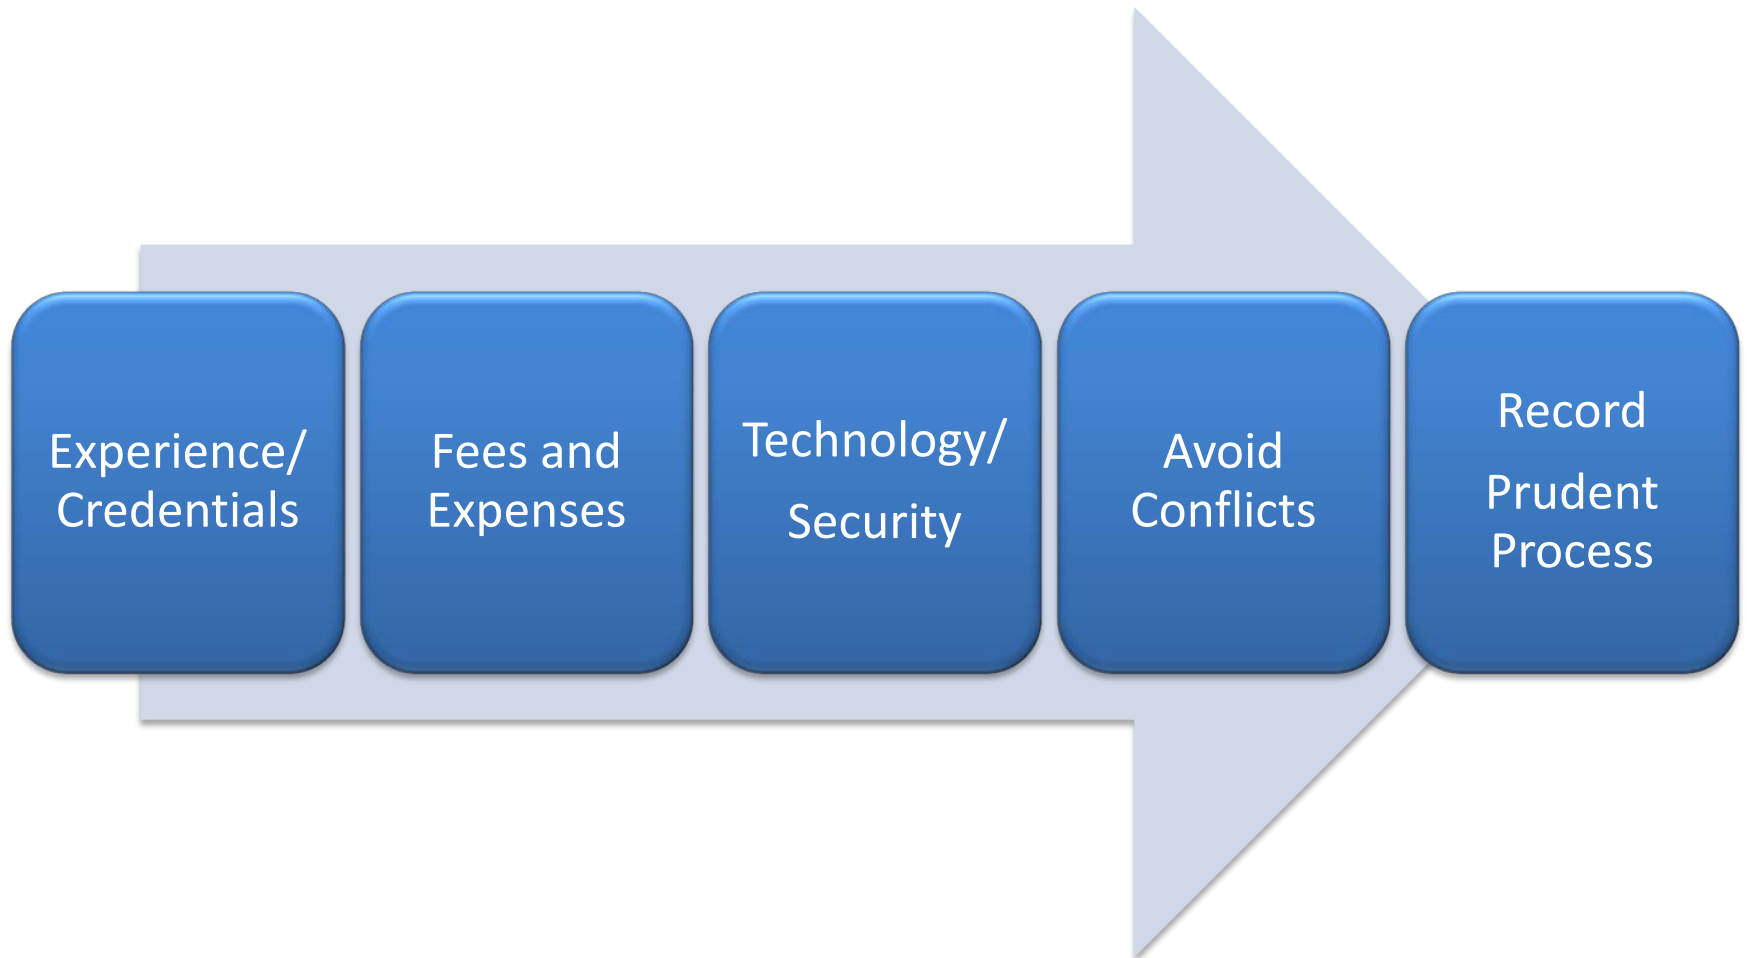 Experience/
Credentials
Fees and
Expenses
Technology/
Security
Avoid
Conflicts
Record
Prudent
Process